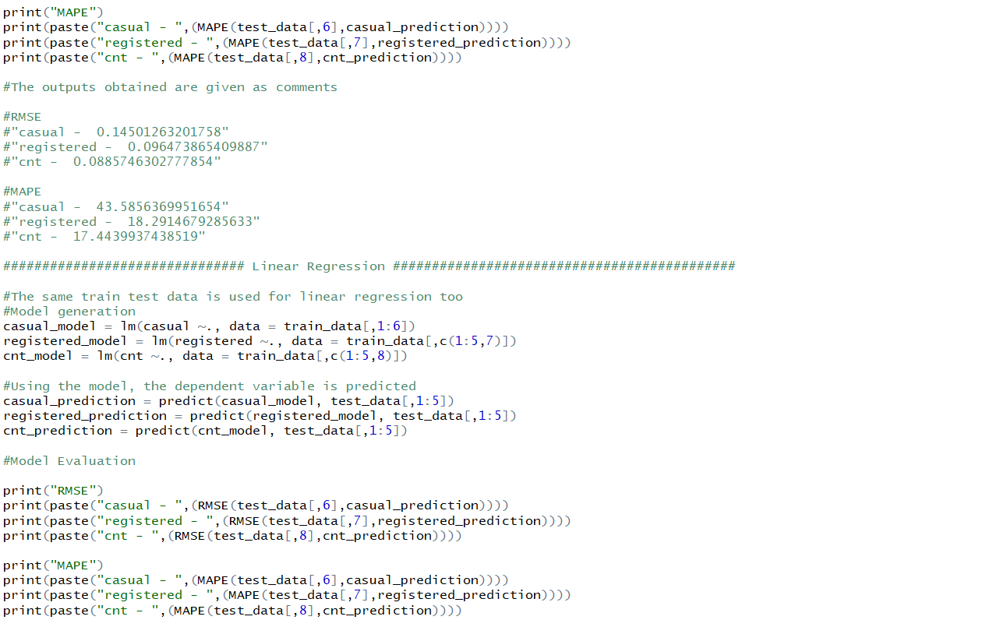 print("MAPE")
print(paste("casual - ",(MAPE(test_data[,6],casual_prediction))))
print(paste("registered - ",(MAPE(test_data[,7],registered_prediction))))
print(paste("cnt - ",(MAPE(test_data[,8],cnt_prediction))))
#The outputs obtained are given as comments
#RMSE
#"casual -  0.14501263201758"
#"registered -  0.096473865409887"
#"cnt -  0.0885746302777854"
#MAPE
#"casual -  43.5856369951654"
#"registered -  18.2914679285633"
#"cnt -  17.4439937438519"
############################### Linear Regression ############################################
#The same train test data is used for linear regression too
#Model generation
casual_model = lm(casual ~., data = train_data[,1:6])
registered_model = lm(registered ~., data = train_data[,c(1:5,7)])
cnt_model = lm(cnt ~., data = train_data[,c(1:5,8)])
#Using the model, the dependent variable is predicted
casual_prediction = predict(casual_model, test_data[,1:5])
registered_prediction = predict(registered_model, test_data[,1:5])
cnt_prediction = predict(cnt_model, test_data[,1:5])
#Model Evaluation
print("RMSE")
print(paste("casual - ",(RMSE(test_data[,6],casual_prediction))))
print(paste("registered - ",(RMSE(test_data[,7],registered_prediction))))
print(paste("cnt - ",(RMSE(test_data[,8],cnt_prediction))))
print("MAPE")
print(paste("casual - ",(MAPE(test_data[,6],casual_prediction))))
print(paste("registered - ",(MAPE(test_data[,7],registered_prediction))))
print(paste("cnt - ",(MAPE(test_data[,8],cnt_prediction))))